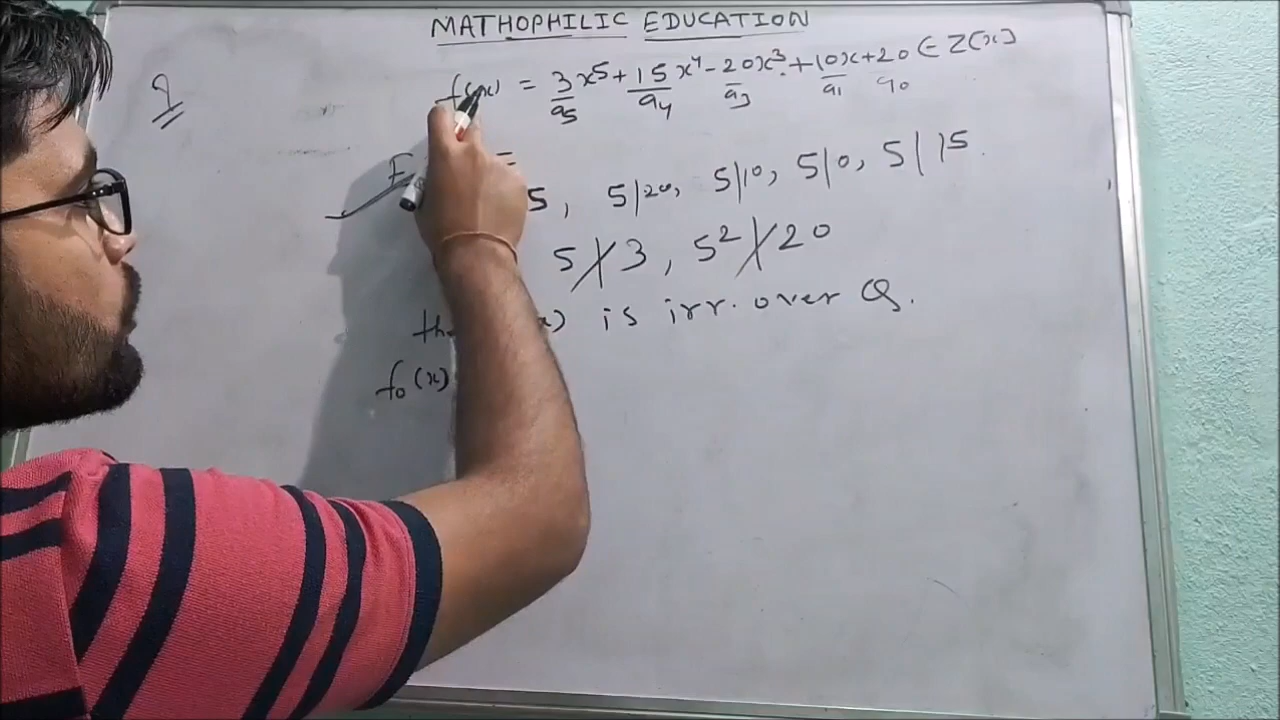 MATHOPHILIC EDUCATION
f(x) = 3x⁵ + 15x⁴ - 20x³ + 10x + 20 ∈ Z[x]
a₅ a₄ a₃ a₁ a₀
5, 5|20, 5|10, 5|0, 5|15
5∤3, 5²∤20
is irr. over Q.
f₀(x)